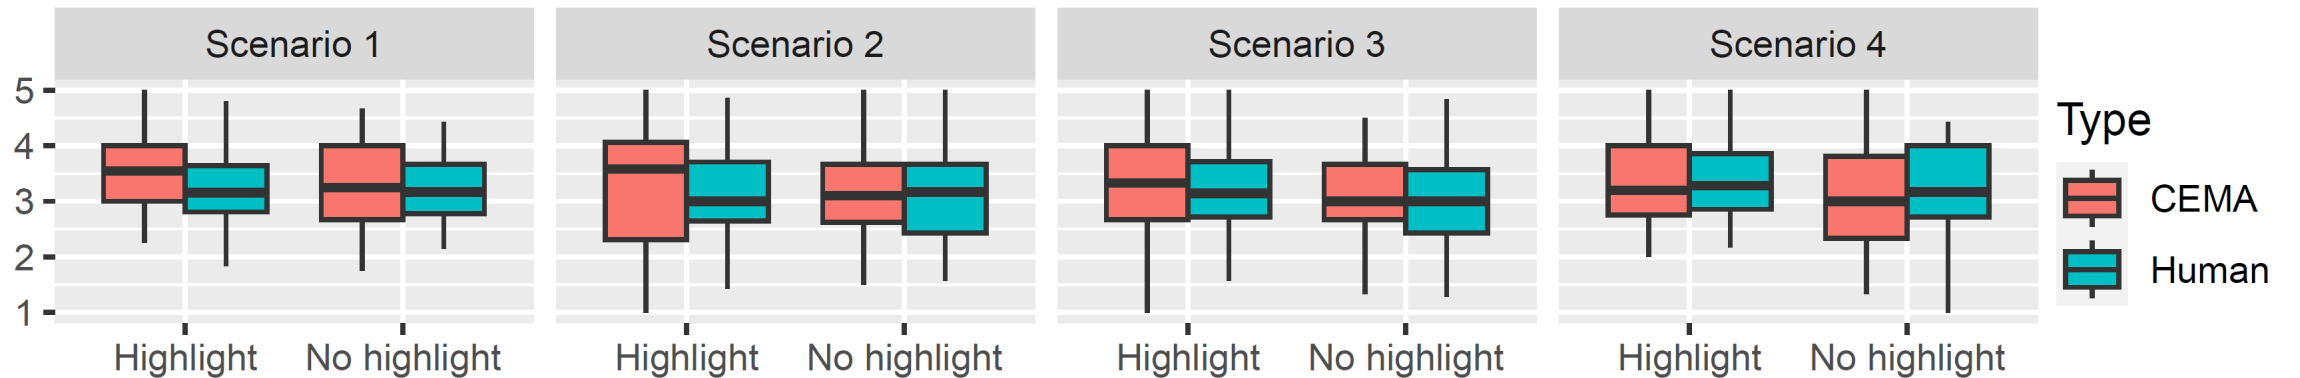 Scenario 1
Scenario 2
Scenario 3
Scenario 4
5
4
3
2
1
Highlight
No highlight
Highlight
No highlight
Highlight
No highlight
Highlight
No highlight
Type
CEMA
Human